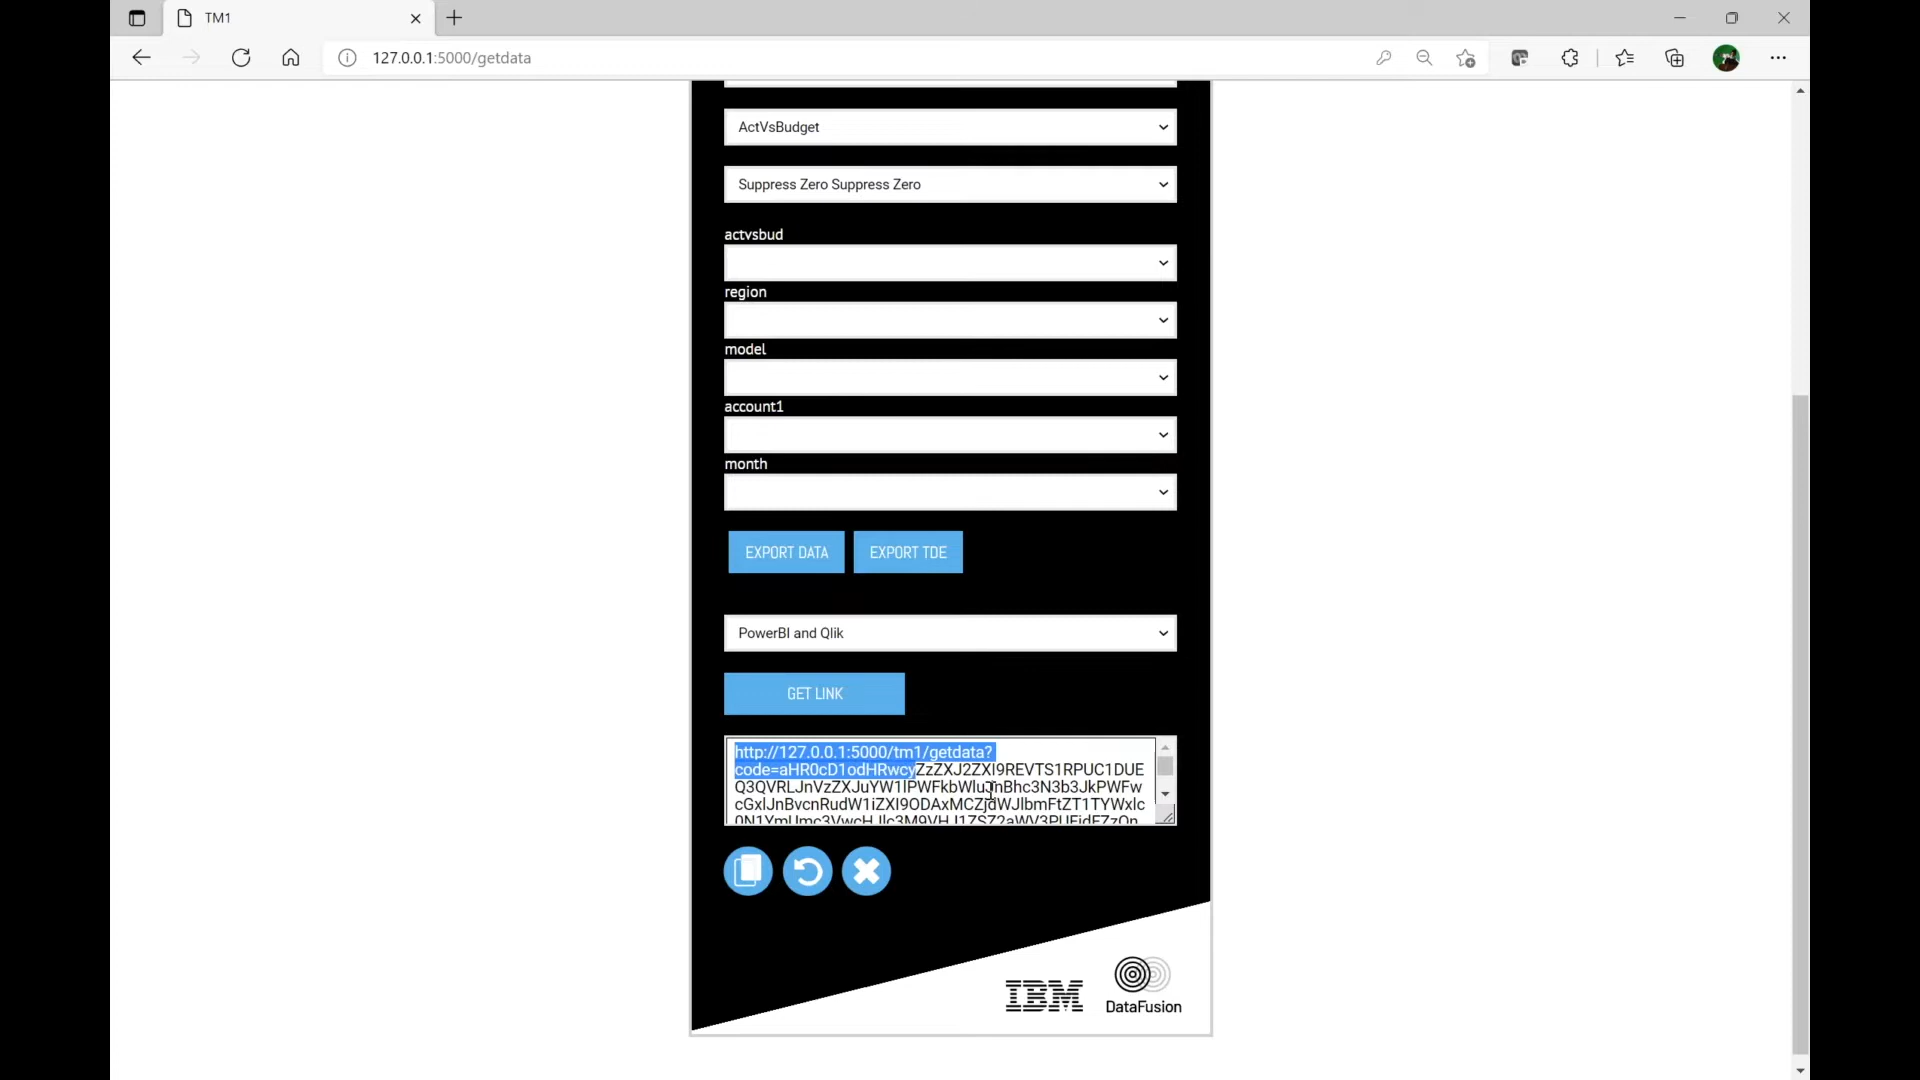 TM1
127.0.0.1:5000/getdata
ActVsBudget
Suppress Zero Suppress Zero
actvsbud
region
model
account1
month
EXPORT DATA EXPORT TDE
PowerBI and Qlik
GET LINK
http://127.0.0.1:5000/tm1/getdata?
code=aHR0cD1odHRwcyZzZXJ2ZXI9REVTS1RPUC1DUE
Q3QVRLJnVzZXJuYW1lPWFkbWluJnBhc3N3b3JkPWFw
cGxlJnBvcnRudW1iZXI9ODAxMCZjdWJlbmFtZT1TYWxlc
0N1YmUmc3VwcHJlc3M9VHJ1ZSZ2aWV3PUFjdFZzQn
IBM
DataFusion